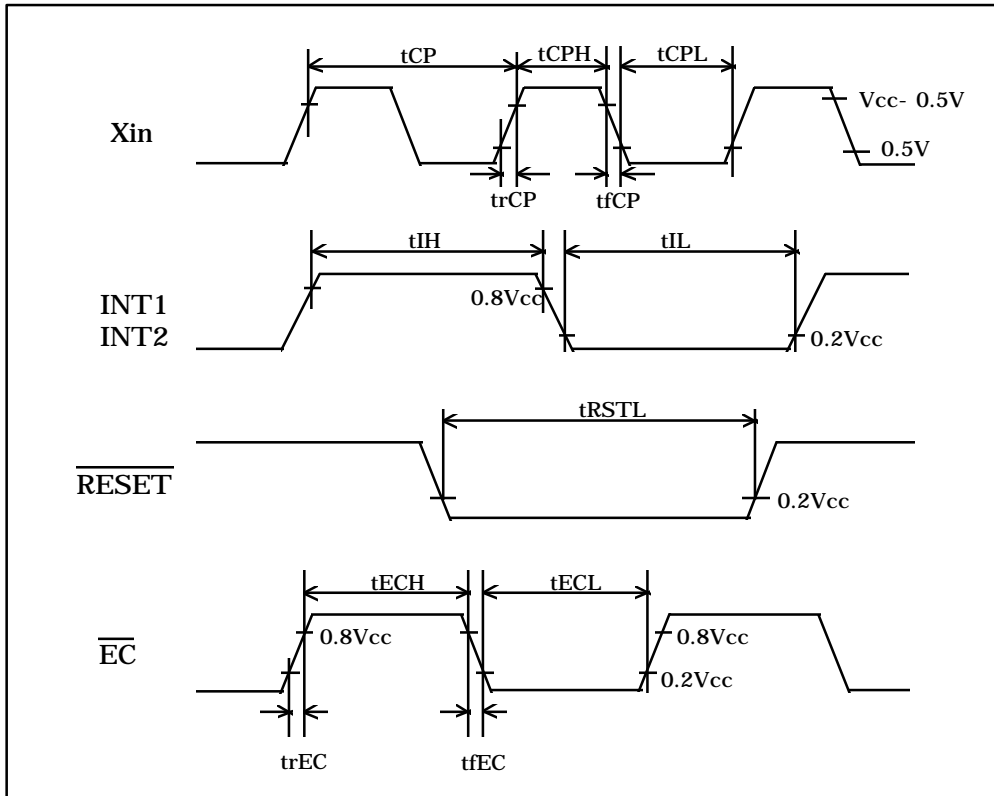 tCP
tCPH
tCPL
Xin
Vcc- 0.5V
0.5V
trCP
tfCP
tIH
tIL
INT1
INT2
0.8Vcc
0.2Vcc
tRSTL
RESET
0.2Vcc
tECH
tECL
EC
0.8Vcc
0.8Vcc
0.2Vcc
trEC
tfEC